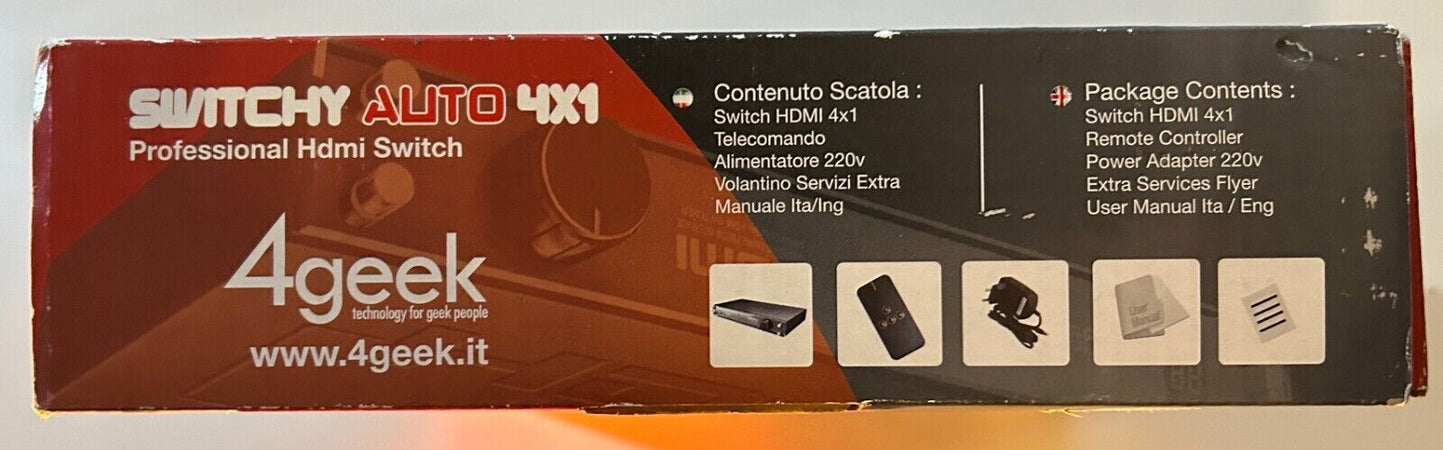 SWITCHY AUTO 4X1
Professional Hdmi Switch
4geek
technology for geek people
www.4geek.it
Contenuto Scatola :
Switch HDMI 4x1
Telecomando
Alimentatore 220v
Volantino Servizi Extra
Manuale Ita/Ing
Package Contents :
Switch HDMI 4x1
Remote Controller
Power Adapter 220v
Extra Services Flyer
User Manual Ita / Eng
User
Manual